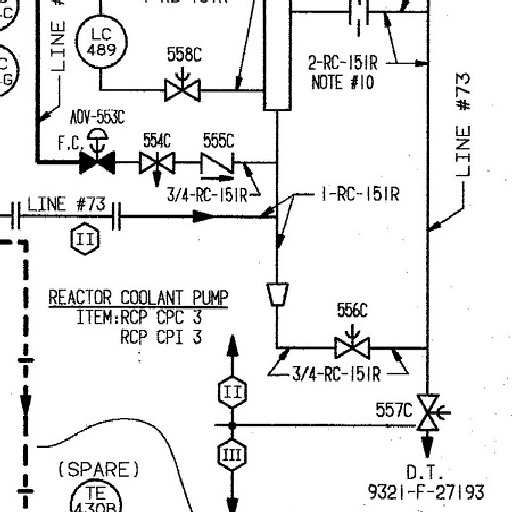 LINE #
LC
489
558C
2-RC-151R
NOTE #10
LINE #73
AOV-553C
F.C.
554C
555C
3/4-RC-151R
1-RC-151R
LINE #73
II
REACTOR COOLANT PUMP
ITEM:RCP CPC 3
RCP CPI 3
556C
3/4-RC-151R
II
557C
III
(SPARE)
TE
430B
D.T.
9321-F-27193